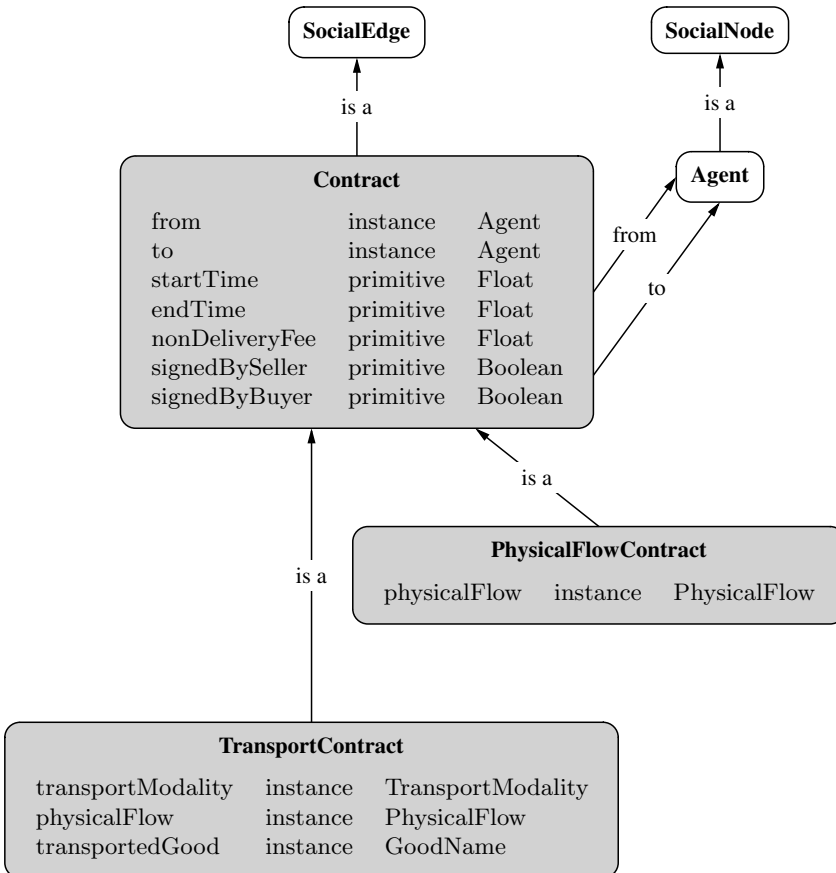 SocialEdge
SocialNode
is a
is a
Contract
Agent
from instance Agent
to instance Agent
from
startTime primitive Float
to
endTime primitive Float
nonDeliveryFee primitive Float
signedBySeller primitive Boolean
signedByBuyer primitive Boolean
is a
PhysicalFlowContract
is a
physicalFlow instance PhysicalFlow
TransportContract
transportModality instance TransportModality
physicalFlow instance PhysicalFlow
transportedGood instance GoodName